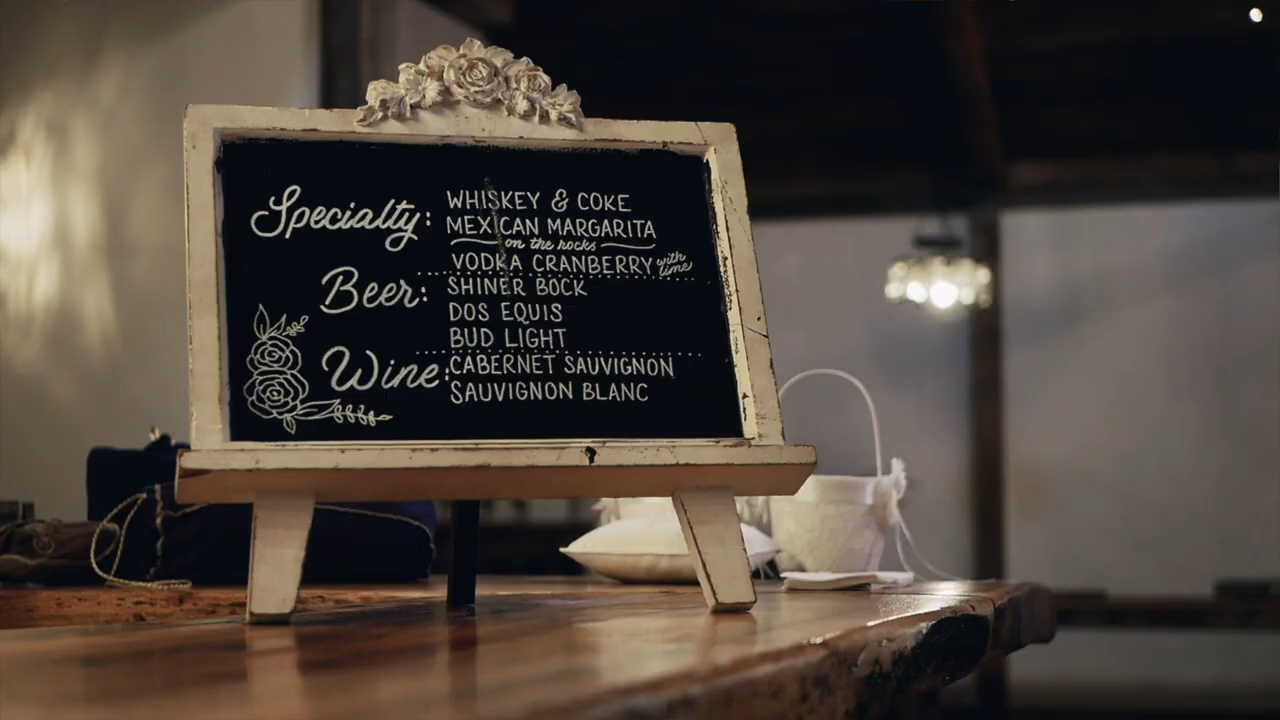 Specialty: WHISKEY & COKE
MEXICAN MARGARITA
on the rocks
VODKA CRANBERRY with lime
Beer: SHINER BOCK
DOS EQUIS
BUD LIGHT
Wine: CABERNET SAUVIGNON
SAUVIGNON BLANC